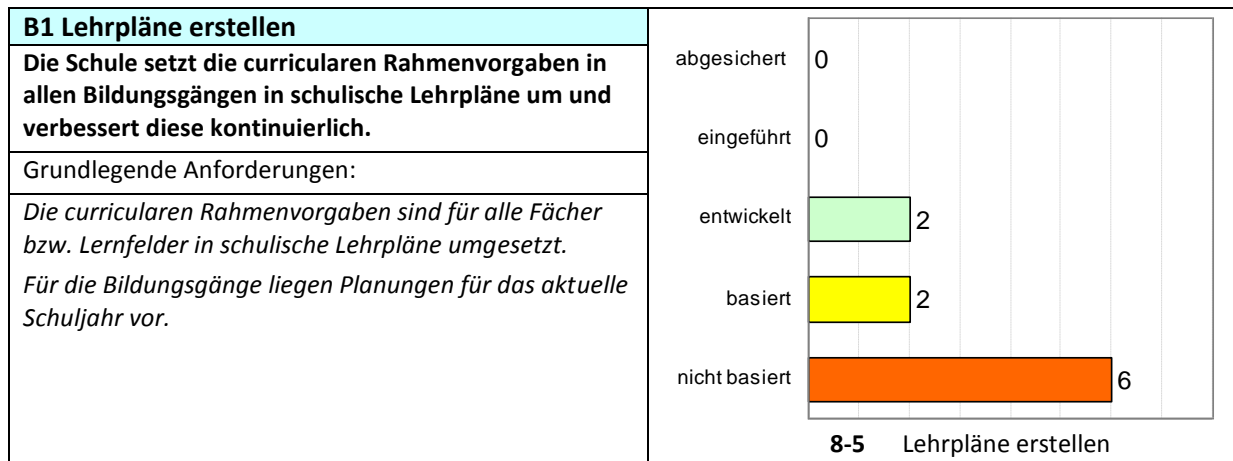 B1 Lehrpläne erstellen
Die Schule setzt die curricularen Rahmenvorgaben in
allen Bildungsgängen in schulische Lehrpläne um und
verbessert diese kontinuierlich.
Grundlegende Anforderungen:
Die curricularen Rahmenvorgaben sind für alle Fächer
bzw. Lernfelder in schulische Lehrpläne umgesetzt.
Für die Bildungsgänge liegen Planungen für das aktuelle
Schuljahr vor.
abgesichert 0
eingeführt 0
entwickelt 2
basiert 2
nicht basiert 6
8-5 Lehrpläne erstellen